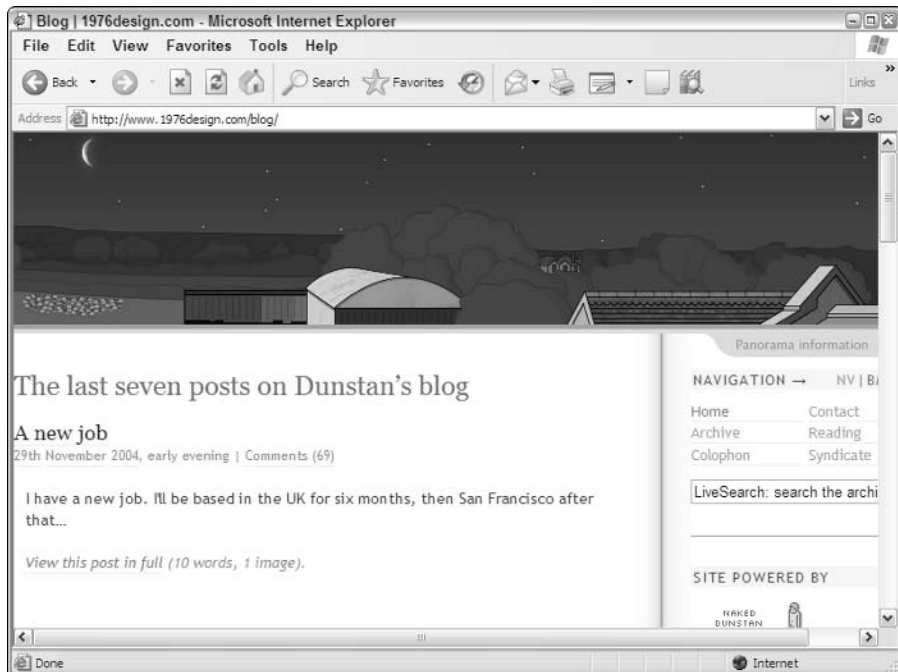 Blog | 1976design.com - Microsoft Internet Explorer
File Edit View Favorites Tools Help
Back Search Favorites Links »
Address http://www.1976design.com/blog/ Go
Panorama information
The last seven posts on Dunstan's blog
A new job
29th November 2004, early evening | Comments (69)
I have a new job. I'll be based in the UK for six months, then San Francisco after
that...
View this post in full (10 words, 1 image).
NAVIGATION → NV | BA
Home Contact
Archive Reading
Colophon Syndicate
LiveSearch: search the archi
SITE POWERED BY
NAKED
DUNSTAN
Done Internet